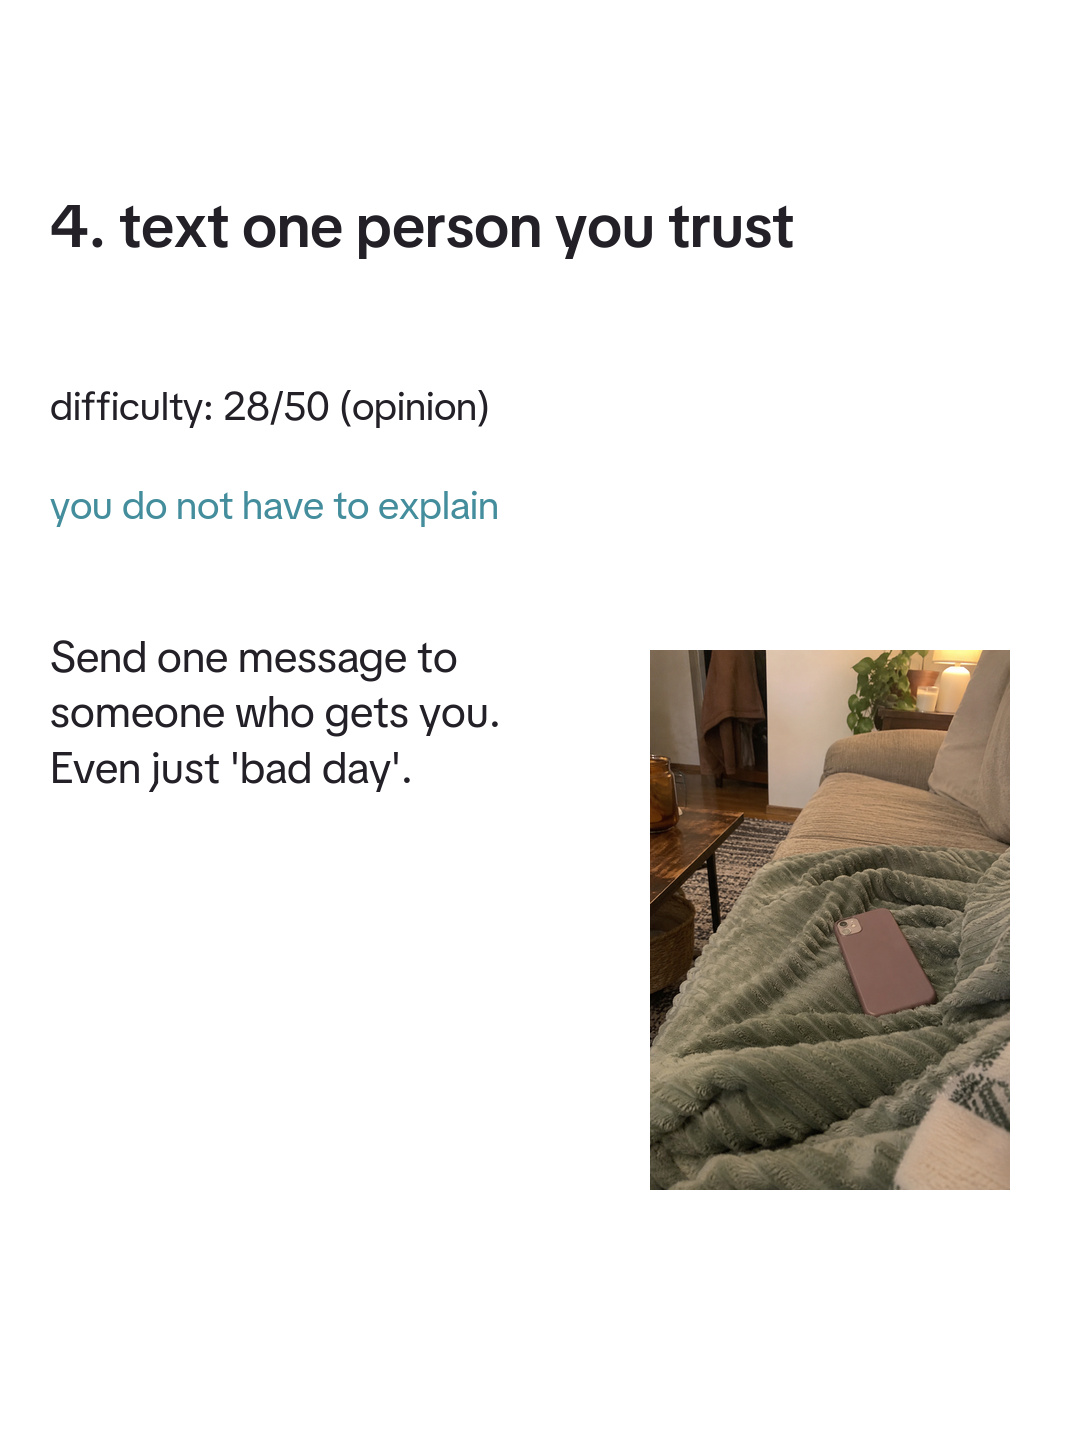 4. text one person you trust
difficulty: 28/50 (opinion)
you do not have to explain
Send one message to
someone who gets you.
Even just 'bad day'.